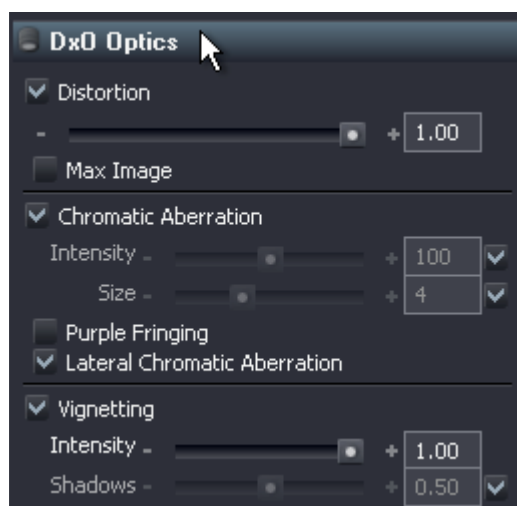 DxO Optics
Distortion
- + 1.00
Max Image
Chromatic Aberration
Intensity - + 100
Size - + 4
Purple Fringing
Lateral Chromatic Aberration
Vignetting
Intensity - + 1.00
Shadows - + 0.50